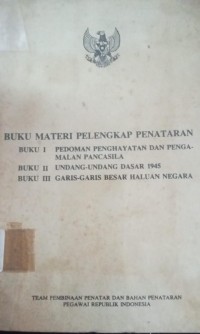 BUKU MATERI PELENGKAP PENATARAN
BUKU I PEDOMAN PENGHAYATAN DAN PENGA-
MALAN PANCASILA
BUKU II UNDANG-UNDANG DASAR 1945
BUKU III GARIS-GARIS BESAR HALUAN NEGARA
TEAM PEMBINAAN PENATAR DAN BAHAN PENATARAN
PEGAWAI REPUBLIK INDONESIA